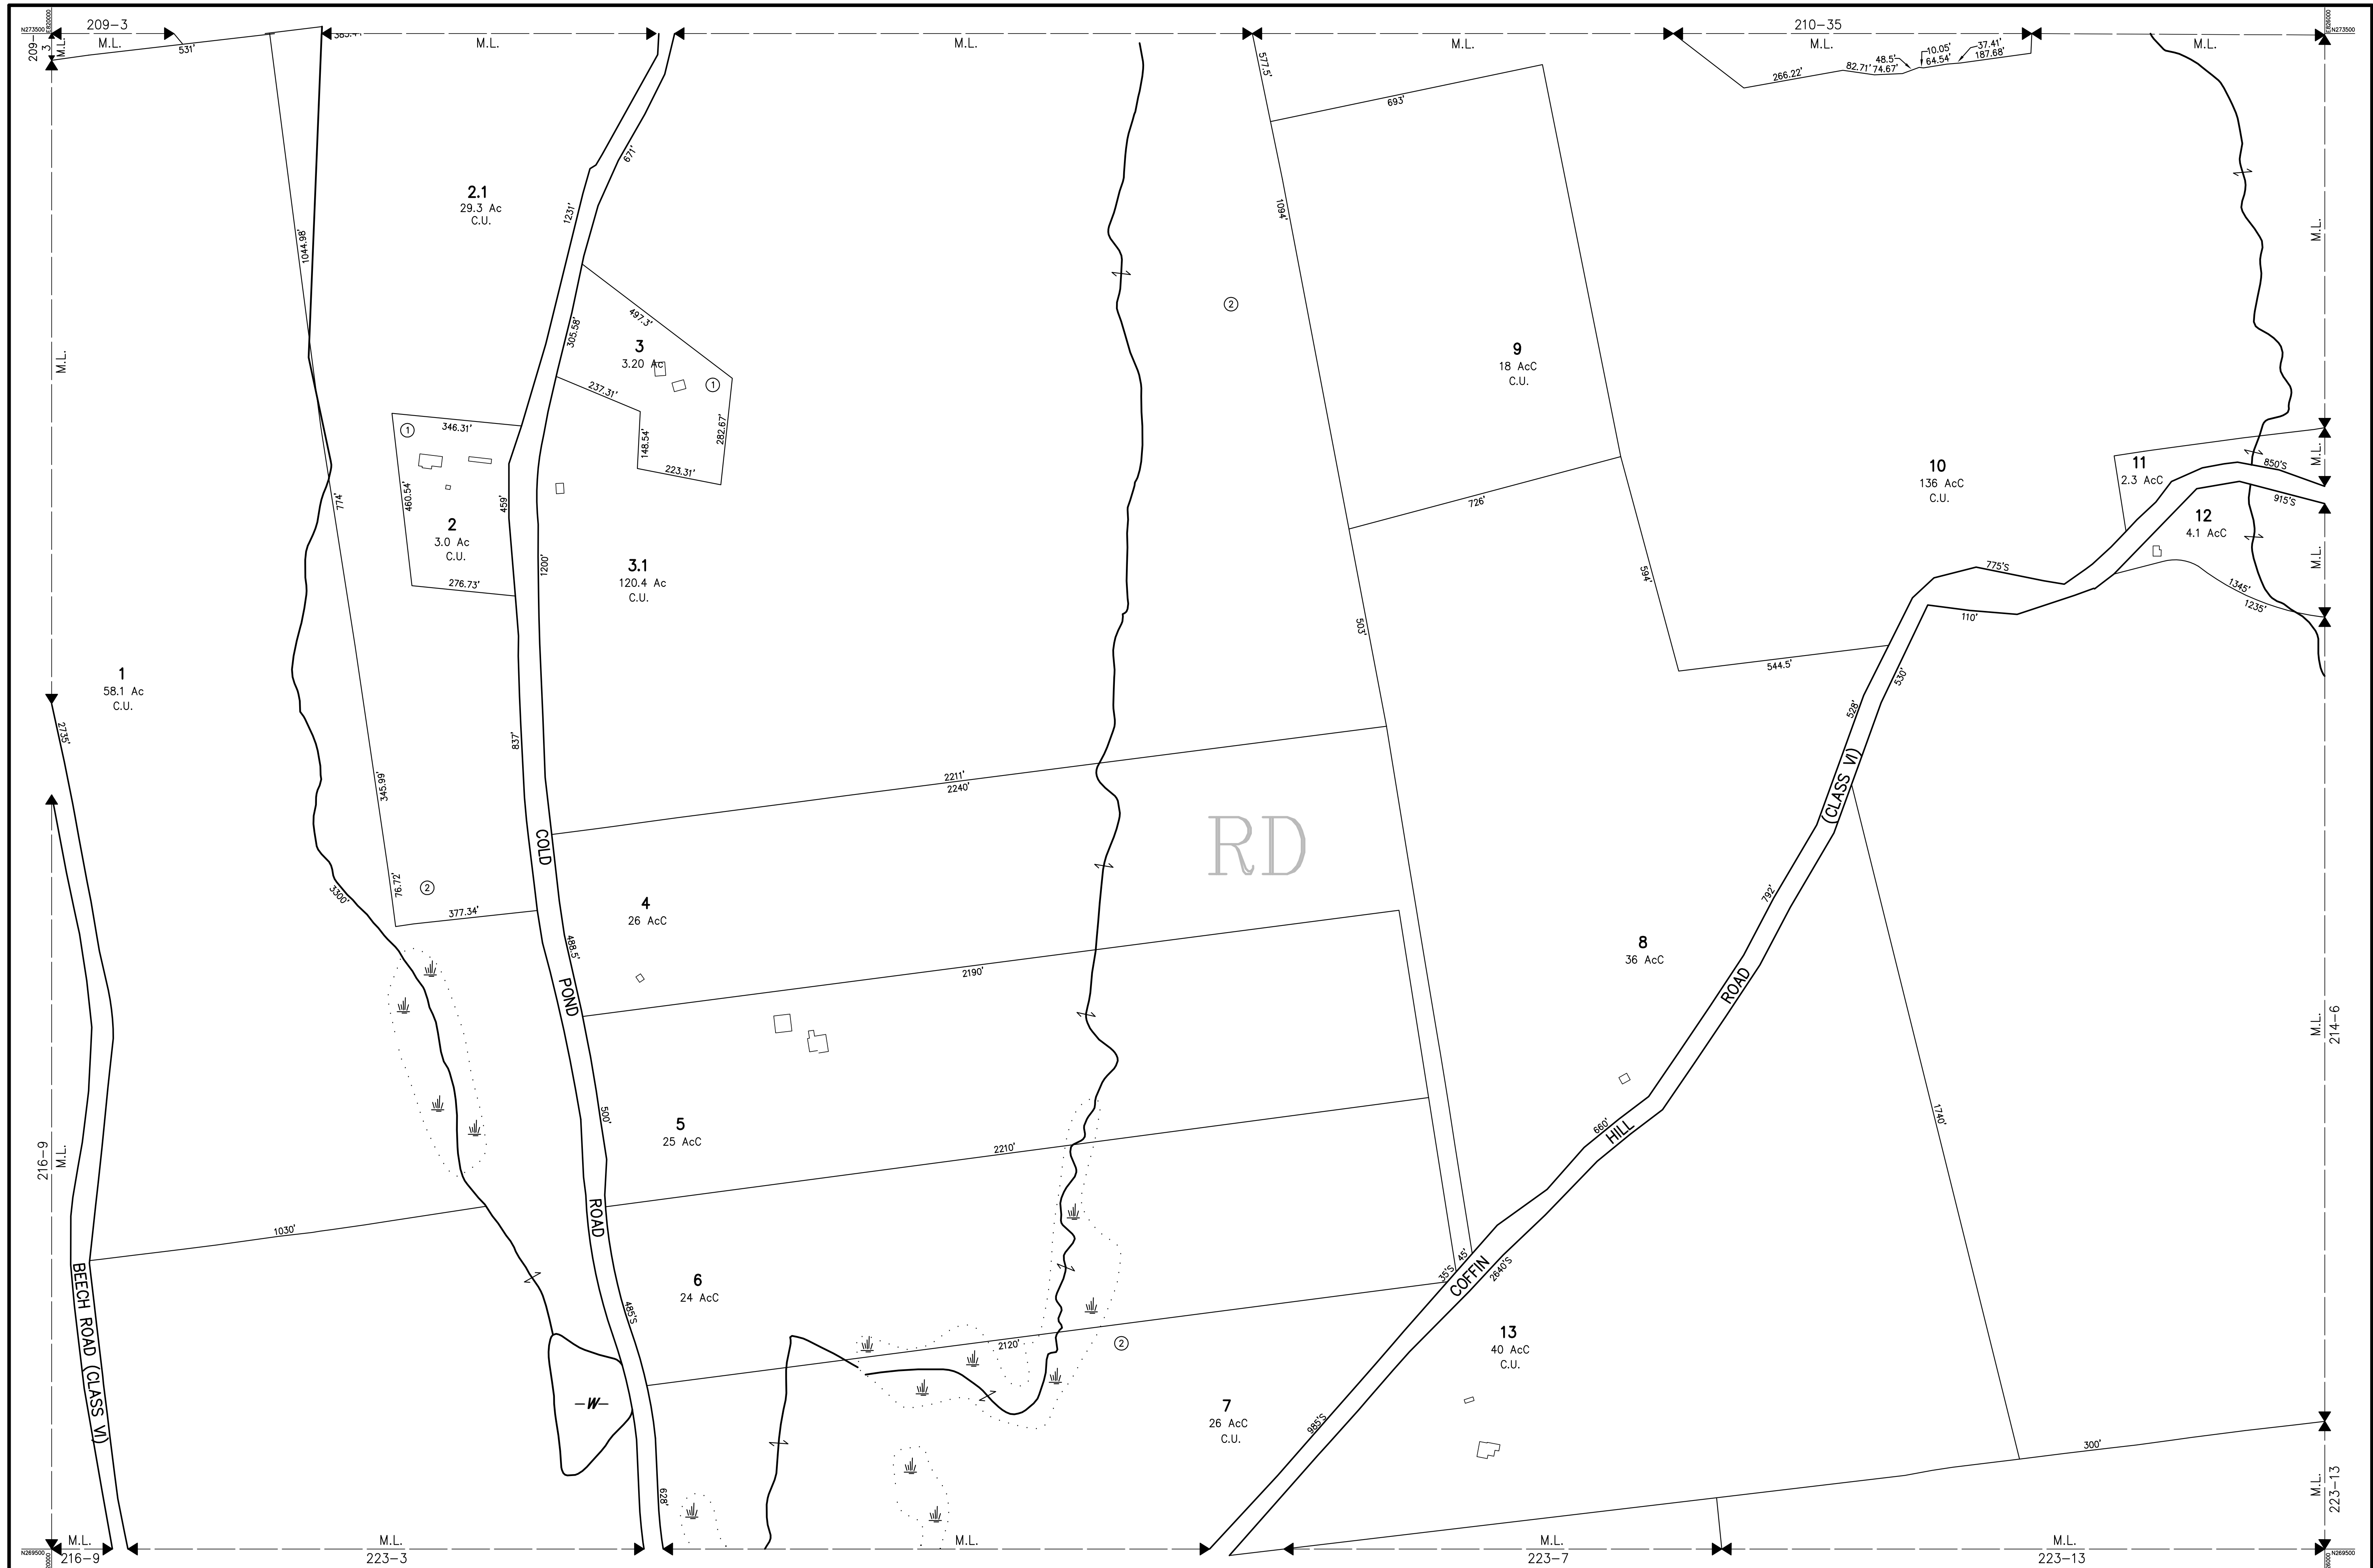 209-3
210-35
N273500
E820000
E826000
N273500
M.L.
M.L.
M.L.
M.L.
M.L.
M.L.
209-
3
M.L.
531'
577.5'
693'
266.22'
82.71'
74.67'
48.5'
10.05'
64.54'
37.41'
187.68'
671'
2.1
29.3 Ac
C.U.
1231'
1044.98'
1094'
M.L.
2
497.3'
305.58'
3
3.20 Ac
1
M.L.
9
18 AcC
C.U.
237.31'
282.67'
148.54'
223.31'
346.31'
1
460.54'
459'
774'
2
3.0 Ac
C.U.
276.73'
1200'
3.1
120.4 Ac
C.U.
726'
594'
503'
10
136 AcC
C.U.
11
2.3 AcC
850'S
915'S
M.L.
12
4.1 AcC
M.L.
775'S
1345'
1235'
110'
544.5'
530'
528'
1
58.1 Ac
C.U.
2735'
837'
345.99'
2211'
2240'
(CLASS VI)
RD
COLD
76.72'
2
3300'
377.34'
4
26 AcC
792'
488.5'
8
36 AcC
POND
2190'
ROAD
M.L.
214-6
500'
5
25 AcC
660'
HILL
1740'
216-9
M.L.
2210'
1030'
ROAD
6
24 AcC
485'S
35'S
45'
COFFIN
2640'S
BEECH ROAD (CLASS VI)
2120'
2
13
40 AcC
C.U.
-W-
7
26 AcC
C.U.
985'S
300'
628'
M.L.
223-13
M.L.
M.L.
M.L.
M.L.
M.L.
N269500
216-9
223-3
223-7
223-13
N269500